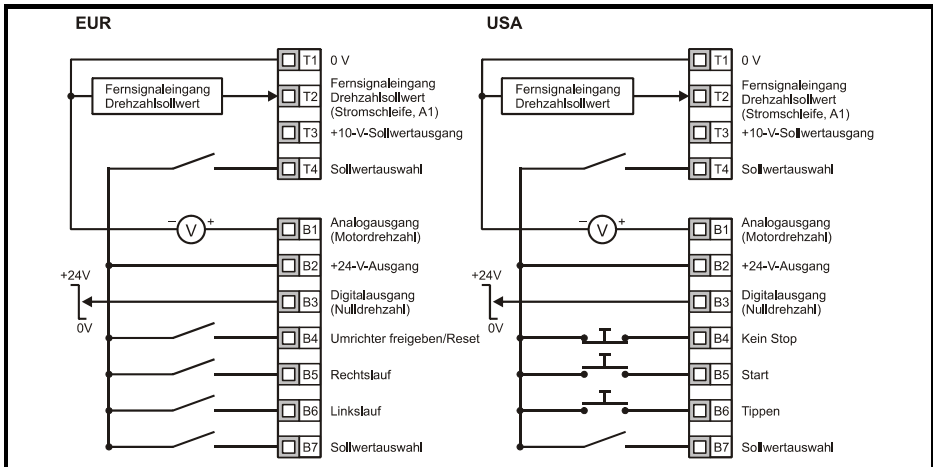 EUR
T1 0 V
Fernsignaleingang
Drehzahlsollwert
T2 Fernsignaleingang
Drehzahlsollwert
(Stromschleife, A1)
T3 +10-V-Sollwertausgang
T4 Sollwertauswahl
– V +
B1 Analogausgang
(Motordrehzahl)
B2 +24-V-Ausgang
+24V
0V
B3 Digitalausgang
(Nulldrehzahl)
B4 Umrichter freigeben/Reset
B5 Rechtslauf
B6 Linkslauf
B7 Sollwertauswahl
USA
T1 0 V
Fernsignaleingang
Drehzahlsollwert
T2 Fernsignaleingang
Drehzahlsollwert
(Stromschleife, A1)
T3 +10-V-Sollwertausgang
T4 Sollwertauswahl
– V +
B1 Analogausgang
(Motordrehzahl)
B2 +24-V-Ausgang
+24V
0V
B3 Digitalausgang
(Nulldrehzahl)
B4 Kein Stop
B5 Start
B6 Tippen
B7 Sollwertauswahl